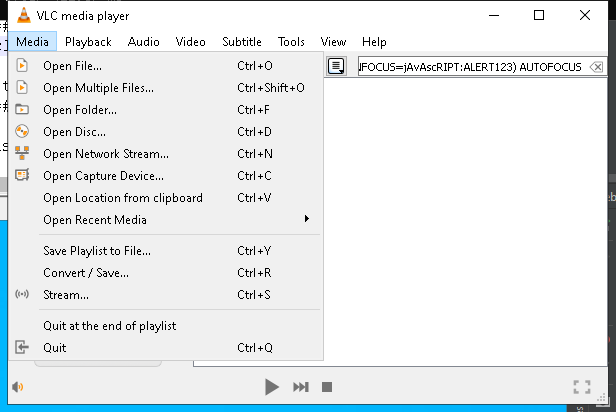 VLC media player
Media Playback Audio Video Subtitle Tools View Help
Open File... Ctrl+O
Open Multiple Files... Ctrl+Shift+O
Open Folder... Ctrl+F
Open Disc... Ctrl+D
Open Network Stream... Ctrl+N
Open Capture Device... Ctrl+C
Open Location from clipboard Ctrl+V
Open Recent Media
Save Playlist to File... Ctrl+Y
Convert / Save... Ctrl+R
Stream... Ctrl+S
Quit at the end of playlist
Quit Ctrl+Q
FOCUS=jAvAscRIPT:ALERT123) AUTOFOCUS